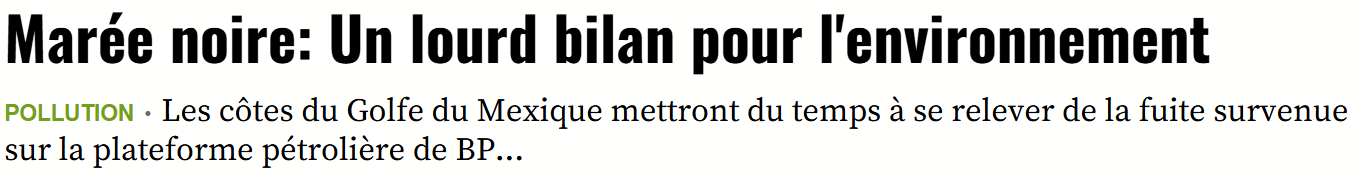 Marée noire: Un lourd bilan pour l'environnement
POLLUTION • Les côtes du Golfe du Mexique mettront du temps à se relever de la fuite survenue
sur la plateforme pétrolière de BP...